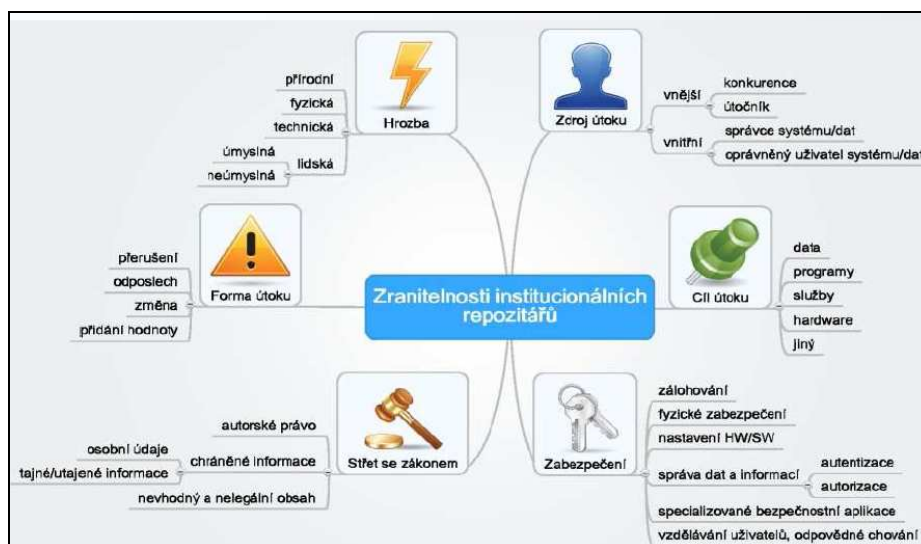 přírodní
fyzická
technická
úmyslná
lidská
neúmyslná
Hrozba
Zdroj útoku
vnější
konkurence
útočník
vnitřní
správce systému/dat
oprávněný uživatel systému/dat
přerušení
odposlech
změna
přidání hodnoty
Forma útoku
Zranitelnosti institucionálních
repozitářů
Cíl útoku
data
programy
služby
hardware
jiný
autorské právo
osobní údaje
chráněné informace
tajné/utajené informace
nevhodný a nelegální obsah
Střet se zákonem
Zabezpečení
zálohování
fyzické zabezpečení
nastavení HW/SW
správa dat a informací
autentizace
autorizace
specializované bezpečnostní aplikace
vzdělávání uživatelů, odpovědné chování